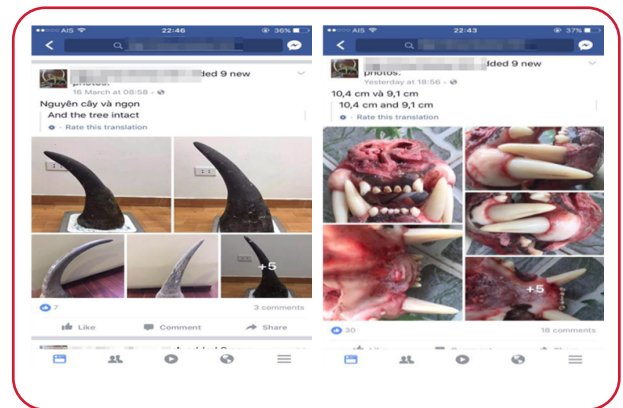 AIS 22:46 36%
ded 9 new
photos.
16 March at 08:58
Nguyên cây và ngọn
And the tree intact
Rate this translation
+5
7 3 comments
Like Comment Share
AIS 22:43 37%
dded 9 new
photos.
Yesterday at 18:56
10,4 cm và 9,1 cm
10,4 cm and 9,1 cm
Rate this translation
+5
30 18 comments